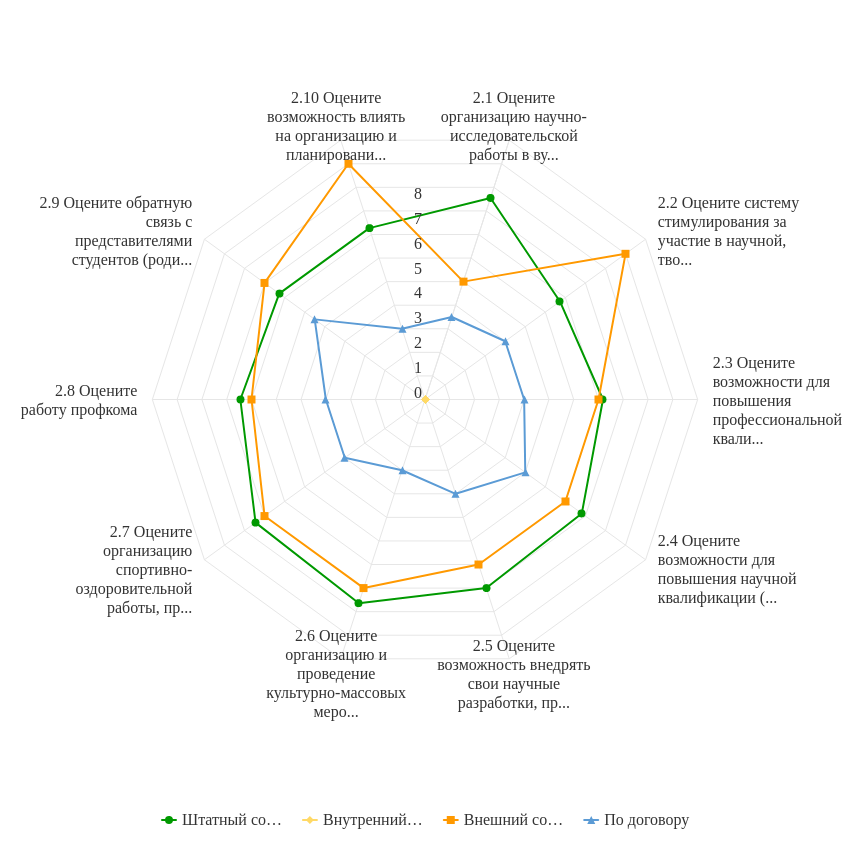 2.10 Оцените
возможность влиять
на организацию и
планировани...
2.1 Оцените
организацию научно-
исследовательской
работы в ву...
2.2 Оцените систему
стимулирования за
участие в научной,
тво...
2.3 Оцените
возможности для
повышения
профессиональной
квали...
2.4 Оцените
возможности для
повышения научной
квалификации (...
2.5 Оцените
возможность внедрять
свои научные
разработки, пр...
2.6 Оцените
организацию и
проведение
культурно-массовых
меро...
2.7 Оцените
организацию
спортивно-
оздоровительной
работы, пр...
2.8 Оцените
работу профкома
2.9 Оцените обратную
связь с
представителями
студентов (роди...
8
7
6
5
4
3
2
1
0
Штатный со…
Внутренний…
Внешний со…
По договору